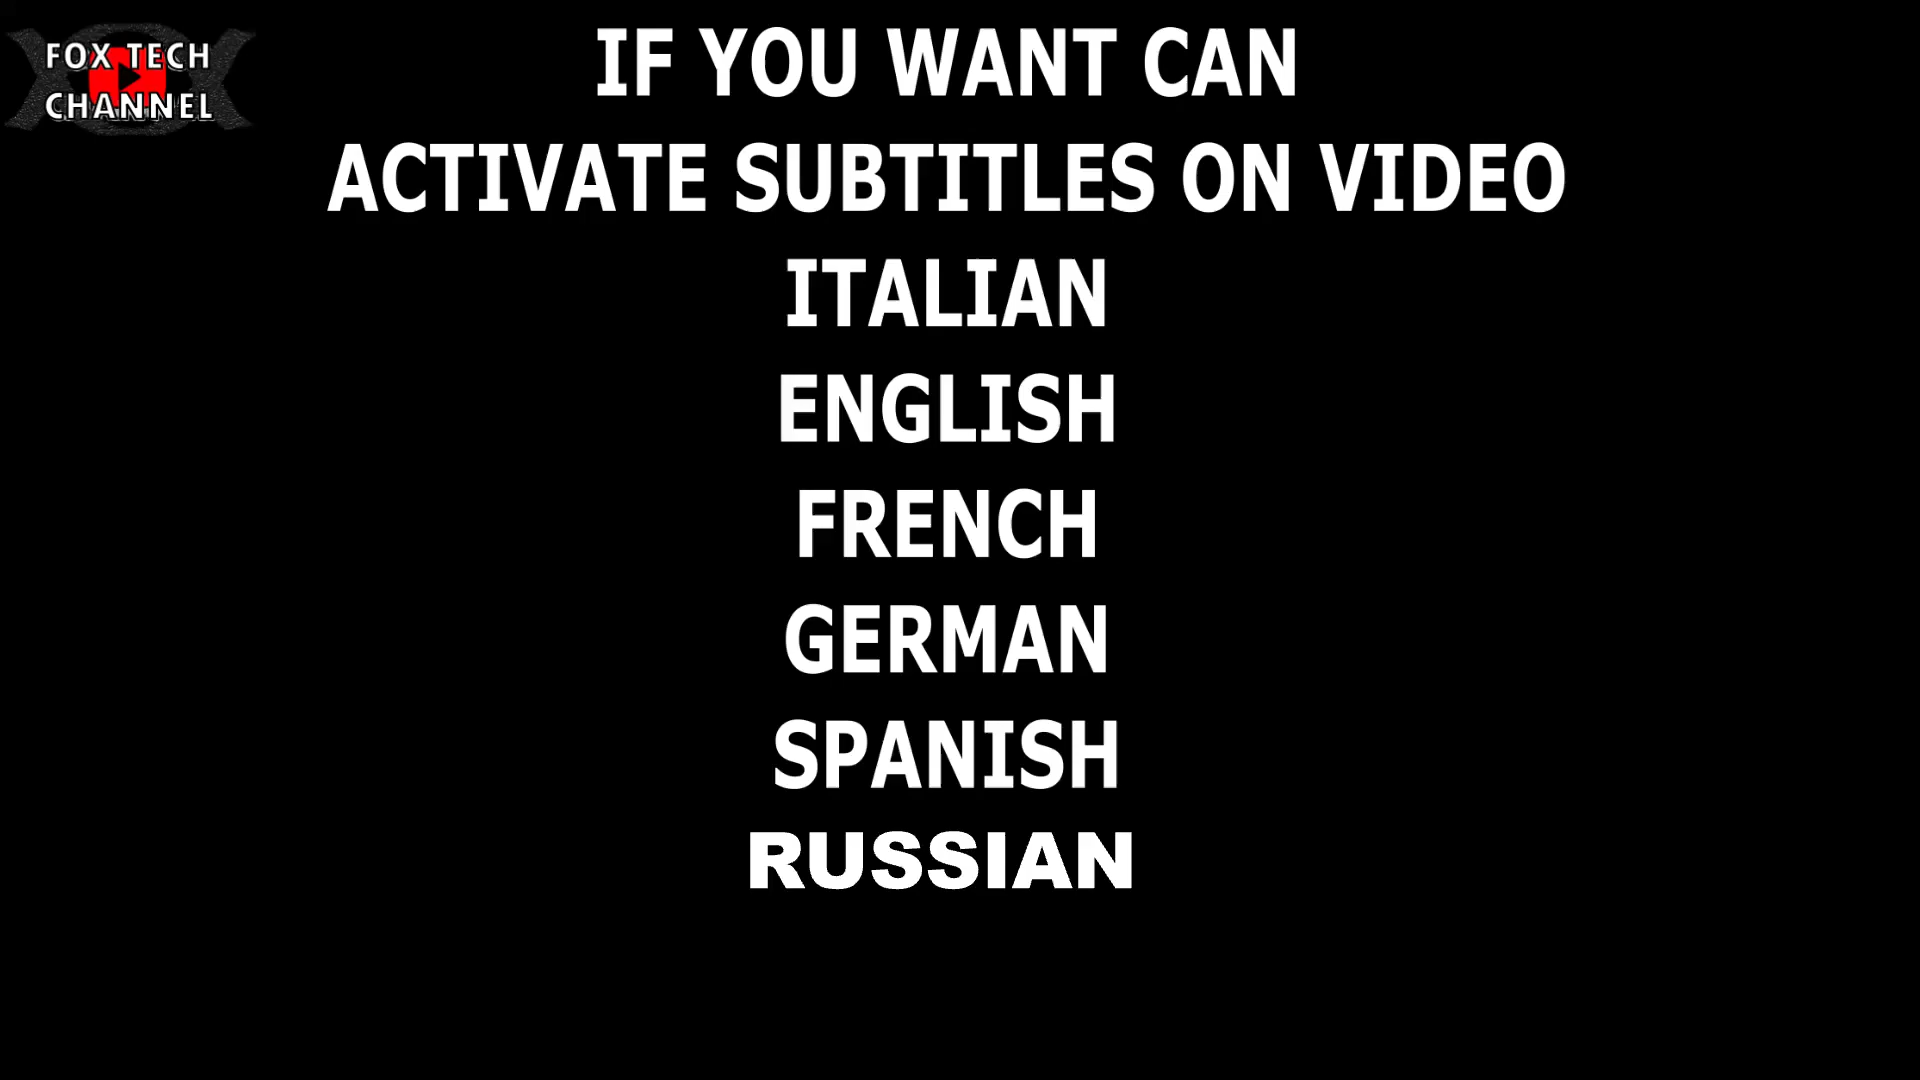 FOX TECH
CHANNEL
IF YOU WANT CAN
ACTIVATE SUBTITLES ON VIDEO
ITALIAN
ENGLISH
FRENCH
GERMAN
SPANISH
RUSSIAN